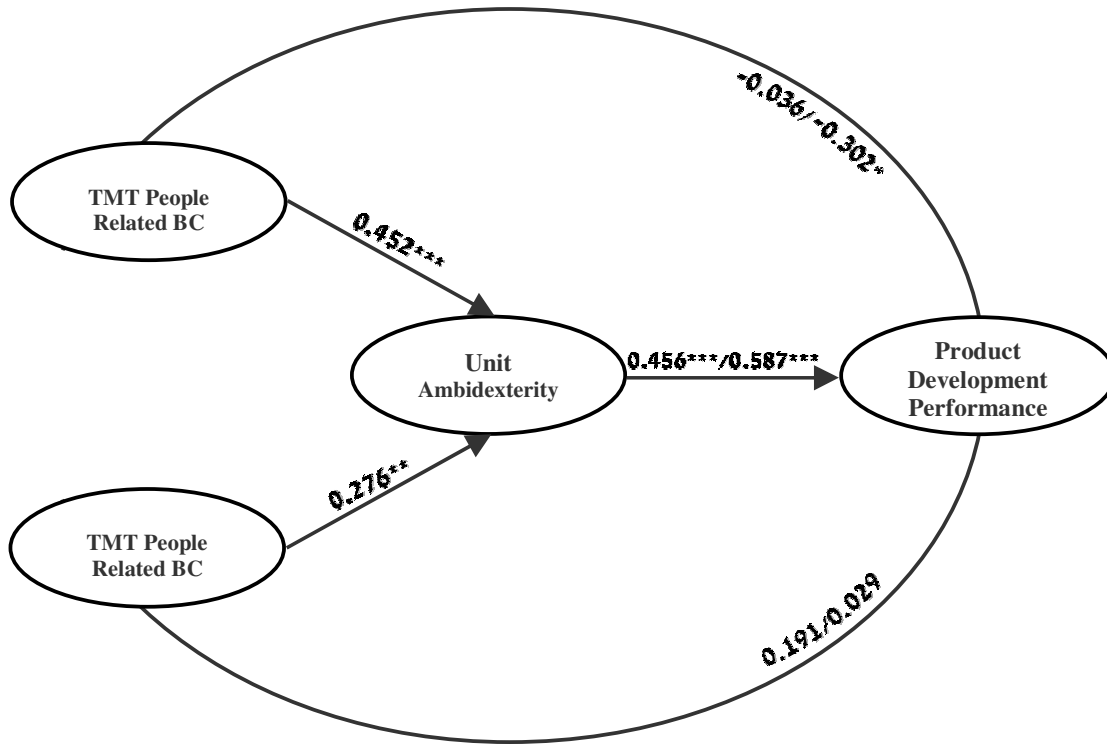 -0.036/-0.302*
TMT People
Related BC
0.452***
Unit
Ambidexterity
0.456***/0.587***
Product
Development
Performance
0.276**
TMT People
Related BC
0.191/0.029